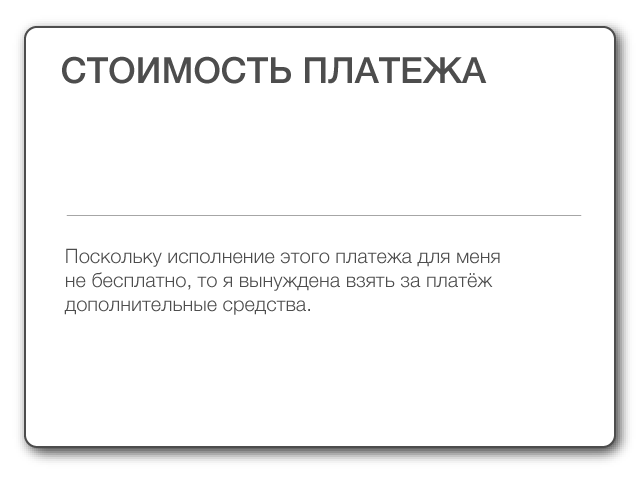 СТОИМОСТЬ ПЛАТЕЖА
Поскольку исполнение этого платежа для меня
не бесплатно, то я вынуждена взять за платёж
дополнительные средства.